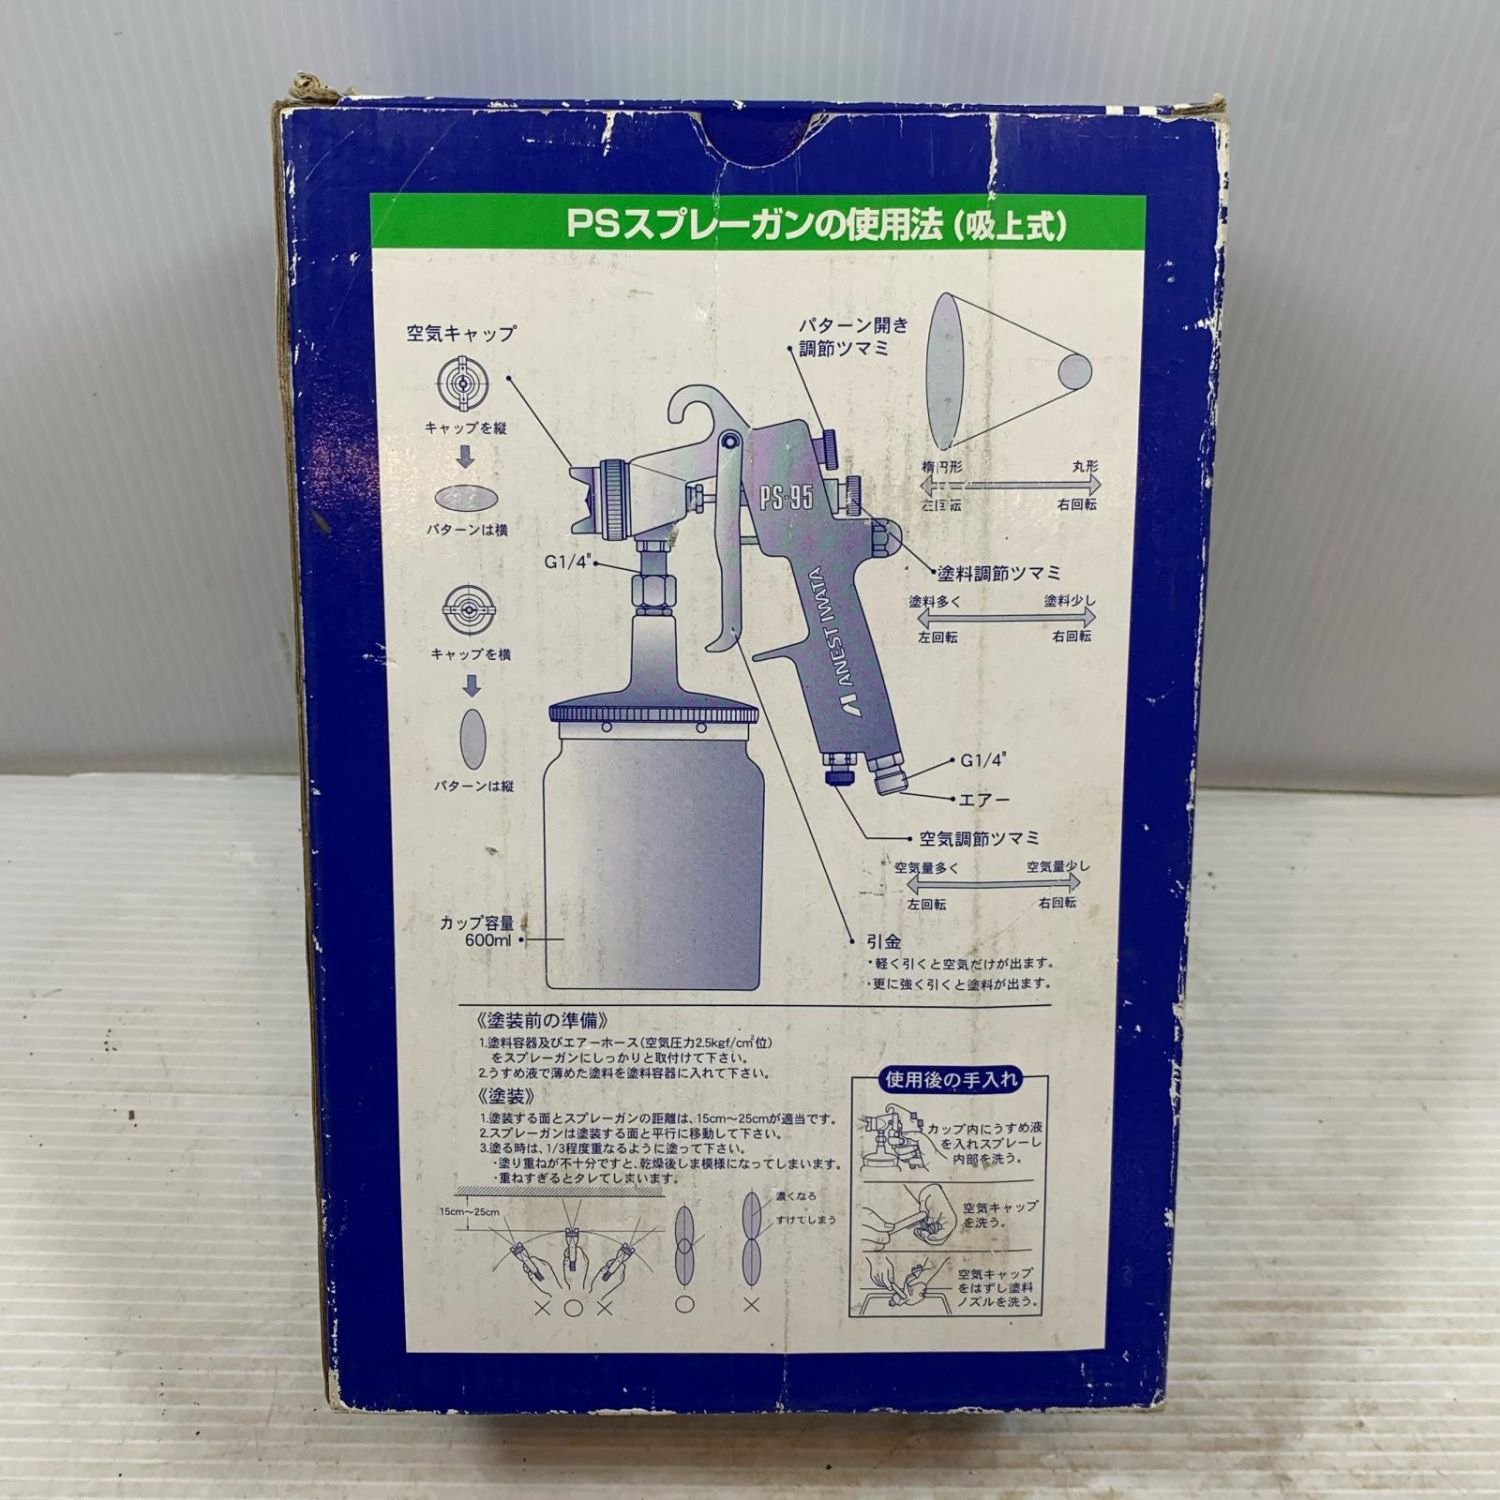 PSスプレーガンの使用法(吸上式)
空気キャップ
キャップを縦
パターンは横
キャップを横
パターンは縦
G1/4"
パターン開き
調節ツマミ
楕円形
丸形
左回転
右回転
PS-95
ANEST IWATA
塗料調節ツマミ
塗料多く
塗料少し
左回転
右回転
G1/4"
エアー
空気調節ツマミ
空気量多く
空気量少し
左回転
右回転
カップ容量
600ml
引金
・軽く引くと空気だけが出ます。
・更に強く引くと塗料が出ます。
《塗装前の準備》
1.塗料容器及びエアーホース(空気圧力2.5kgf/cm²位)
をスプレーガンにしっかりと取付けて下さい。
2.うすめ液で薄めた塗料を塗料容器に入れて下さい。
《塗装》
1.塗装する面とスプレーガンの距離は、15cm〜25cmが適当です。
2.スプレーガンは塗装する面と平行に移動して下さい。
3.塗る時は、1/3程度重なるように塗って下さい。
・塗り重ねが不十分ですと、乾燥後しま模様になってしまいます。
・重ねすぎるとタレてしまいます。
15cm〜25cm
濃くなる
すけてしまう
× ○ ×
○
×
使用後の手入れ
カップ内にうすめ液
を入れスプレーし
内部を洗う。
空気キャップ
を洗う。
空気キャップ
をはずし塗料
ノズルを洗う。